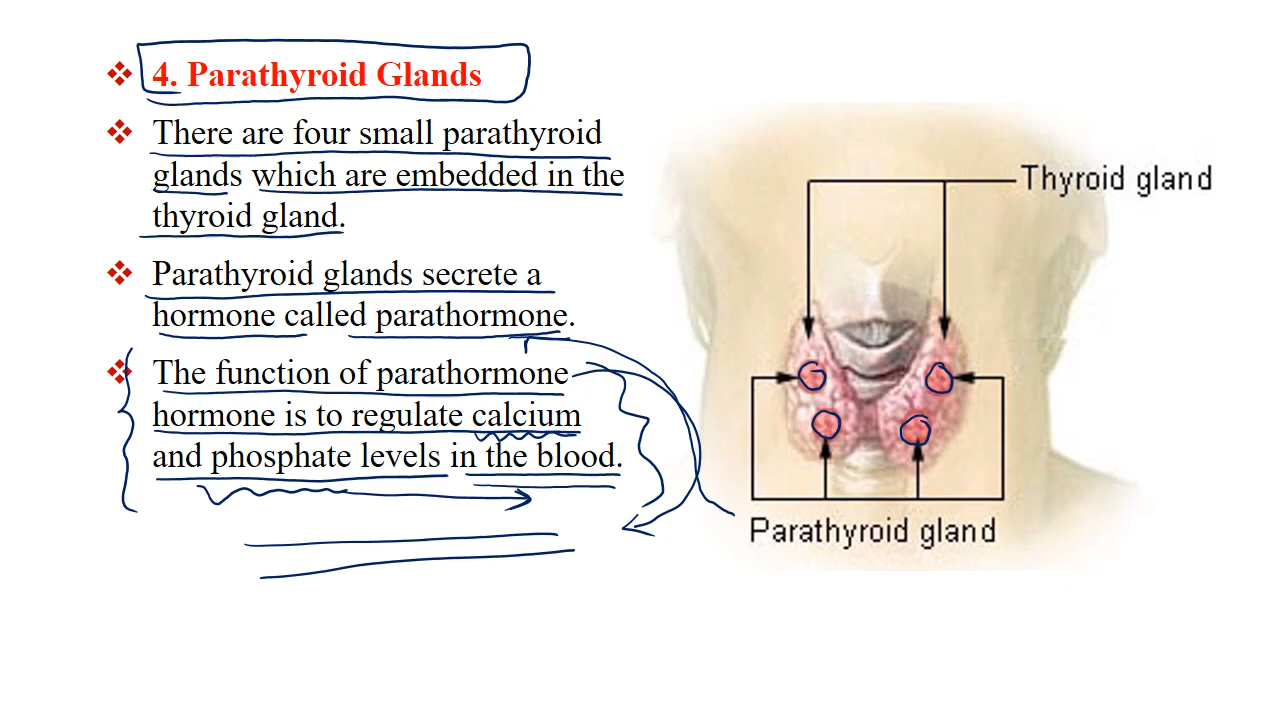 4. Parathyroid Glands
There are four small parathyroid
glands which are embedded in the
thyroid gland.
Parathyroid glands secrete a
hormone called parathormone.
The function of parathormone
hormone is to regulate calcium
and phosphate levels in the blood.
Thyroid gland
Parathyroid gland